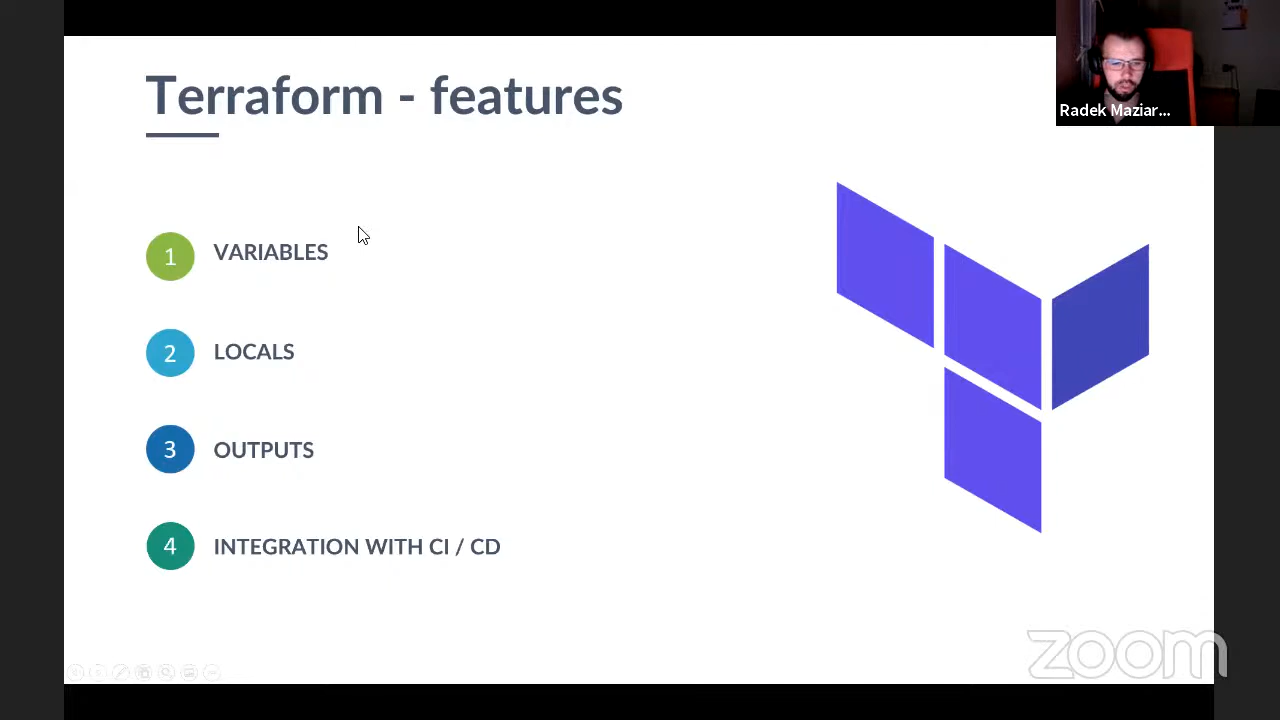 Terraform - features
Radek Maziar...
1 VARIABLES
2 LOCALS
3 OUTPUTS
4 INTEGRATION WITH CI / CD
zoom